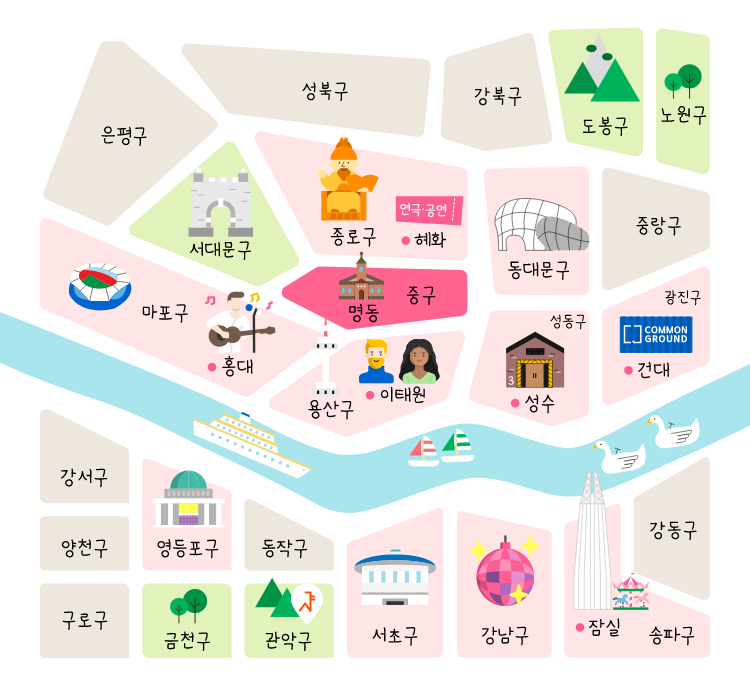 성북구
강북구
도봉구
노원구
은평구
서대문구
종로구
연극·공연
혜화
동대문구
중랑구
마포구
홍대
명동
중구
용산구
이태원
성동구
3
성수
광진구
COMMON
GROUND
건대
강서구
양천구
구로구
영등포구
금천구
동작구
관악구
서초구
강남구
잠실
송파구
강동구